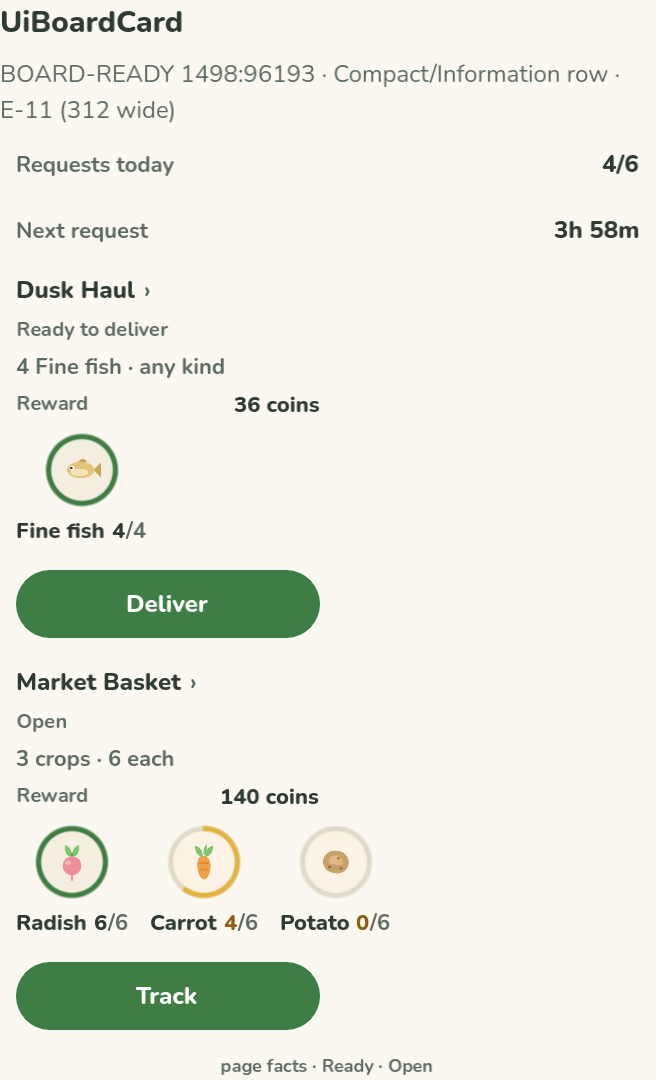 UiBoardCard
BOARD-READY 1498:96193 · Compact/Information row ·
E-11 (312 wide)
Requests today 4/6
Next request 3h 58m
Dusk Haul ›
Ready to deliver
4 Fine fish · any kind
Reward 36 coins
Fine fish 4/4
Deliver
Market Basket ›
Open
3 crops · 6 each
Reward 140 coins
Radish 6/6 Carrot 4/6 Potato 0/6
Track
page facts · Ready · Open